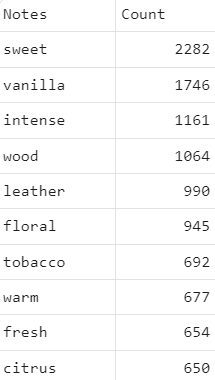 Notes Count
sweet 2282
vanilla 1746
intense 1161
wood 1064
leather 990
floral 945
tobacco 692
warm 677
fresh 654
citrus 650